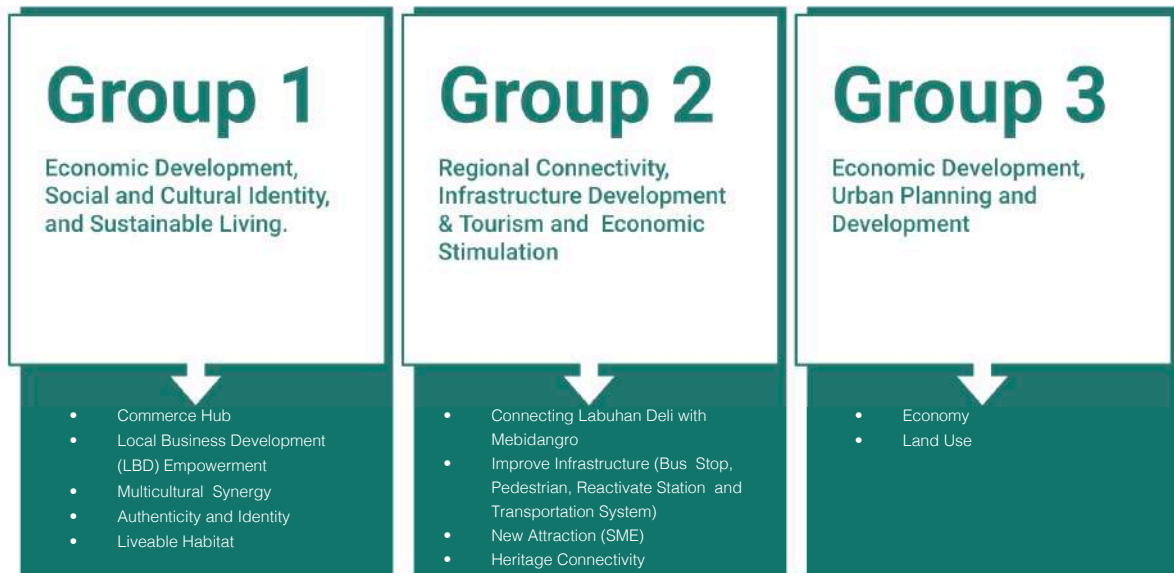 Group 1
Economic Development,
Social and Cultural Identity,
and Sustainable Living.
• Commerce Hub
• Local Business Development
(LBD) Empowerment
• Multicultural Synergy
• Authenticity and Identity
• Liveable Habitat
Group 2
Regional Connectivity,
Infrastructure Development
& Tourism and Economic
Stimulation
• Connecting Labuhan Deli with
Mebidangro
• Improve Infrastructure (Bus Stop,
Pedestrian, Reactivate Station and
Transportation System)
• New Attraction (SME)
• Heritage Connectivity
Group 3
Economic Development,
Urban Planning and
Development
• Economy
• Land Use